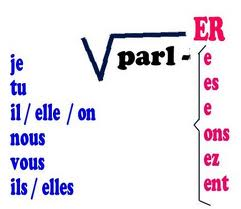 ER
parl -
je
tu
il / elle / on
nous
vous
ils / elles
e
es
e
ons
ez
ent